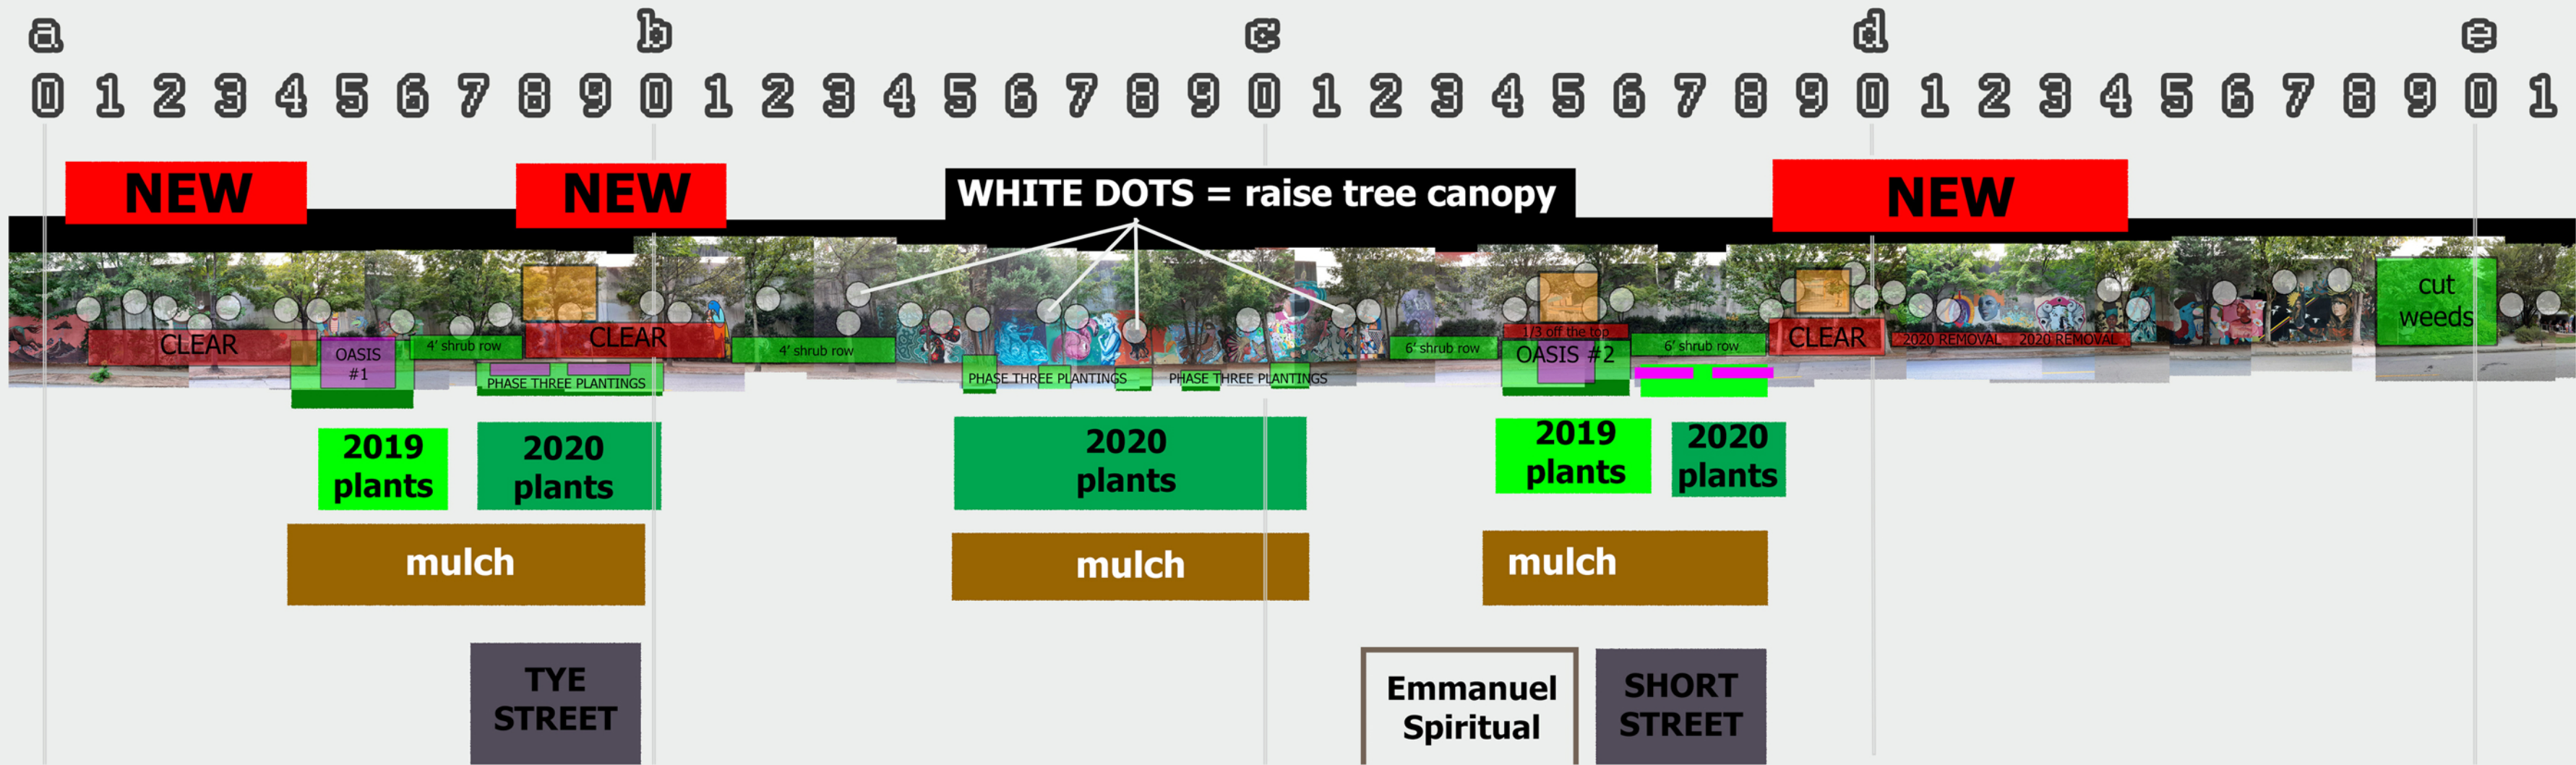 a b c d e
0 1 2 3 4 5 6 7 8 9 0 1 2 3 4 5 6 7 8 9 0 1 2 3 4 5 6 7 8 9 0 1 2 3 4 5 6 7 8 9 0 1
NEW
NEW
WHITE DOTS = raise tree canopy
NEW
CLEAR
OASIS
#1
4' shrub row
CLEAR
PHASE THREE PLANTINGS
4' shrub row
PHASE THREE PLANTINGS
PHASE THREE PLANTINGS
6' shrub row
1/3 off the top
OASIS #2
6' shrub row
CLEAR
2020 REMOVAL
2020 REMOVAL
cut
weeds
2019
plants
2020
plants
2020
plants
2019
plants
2020
plants
mulch
mulch
mulch
TYE
STREET
Emmanuel
Spiritual
SHORT
STREET